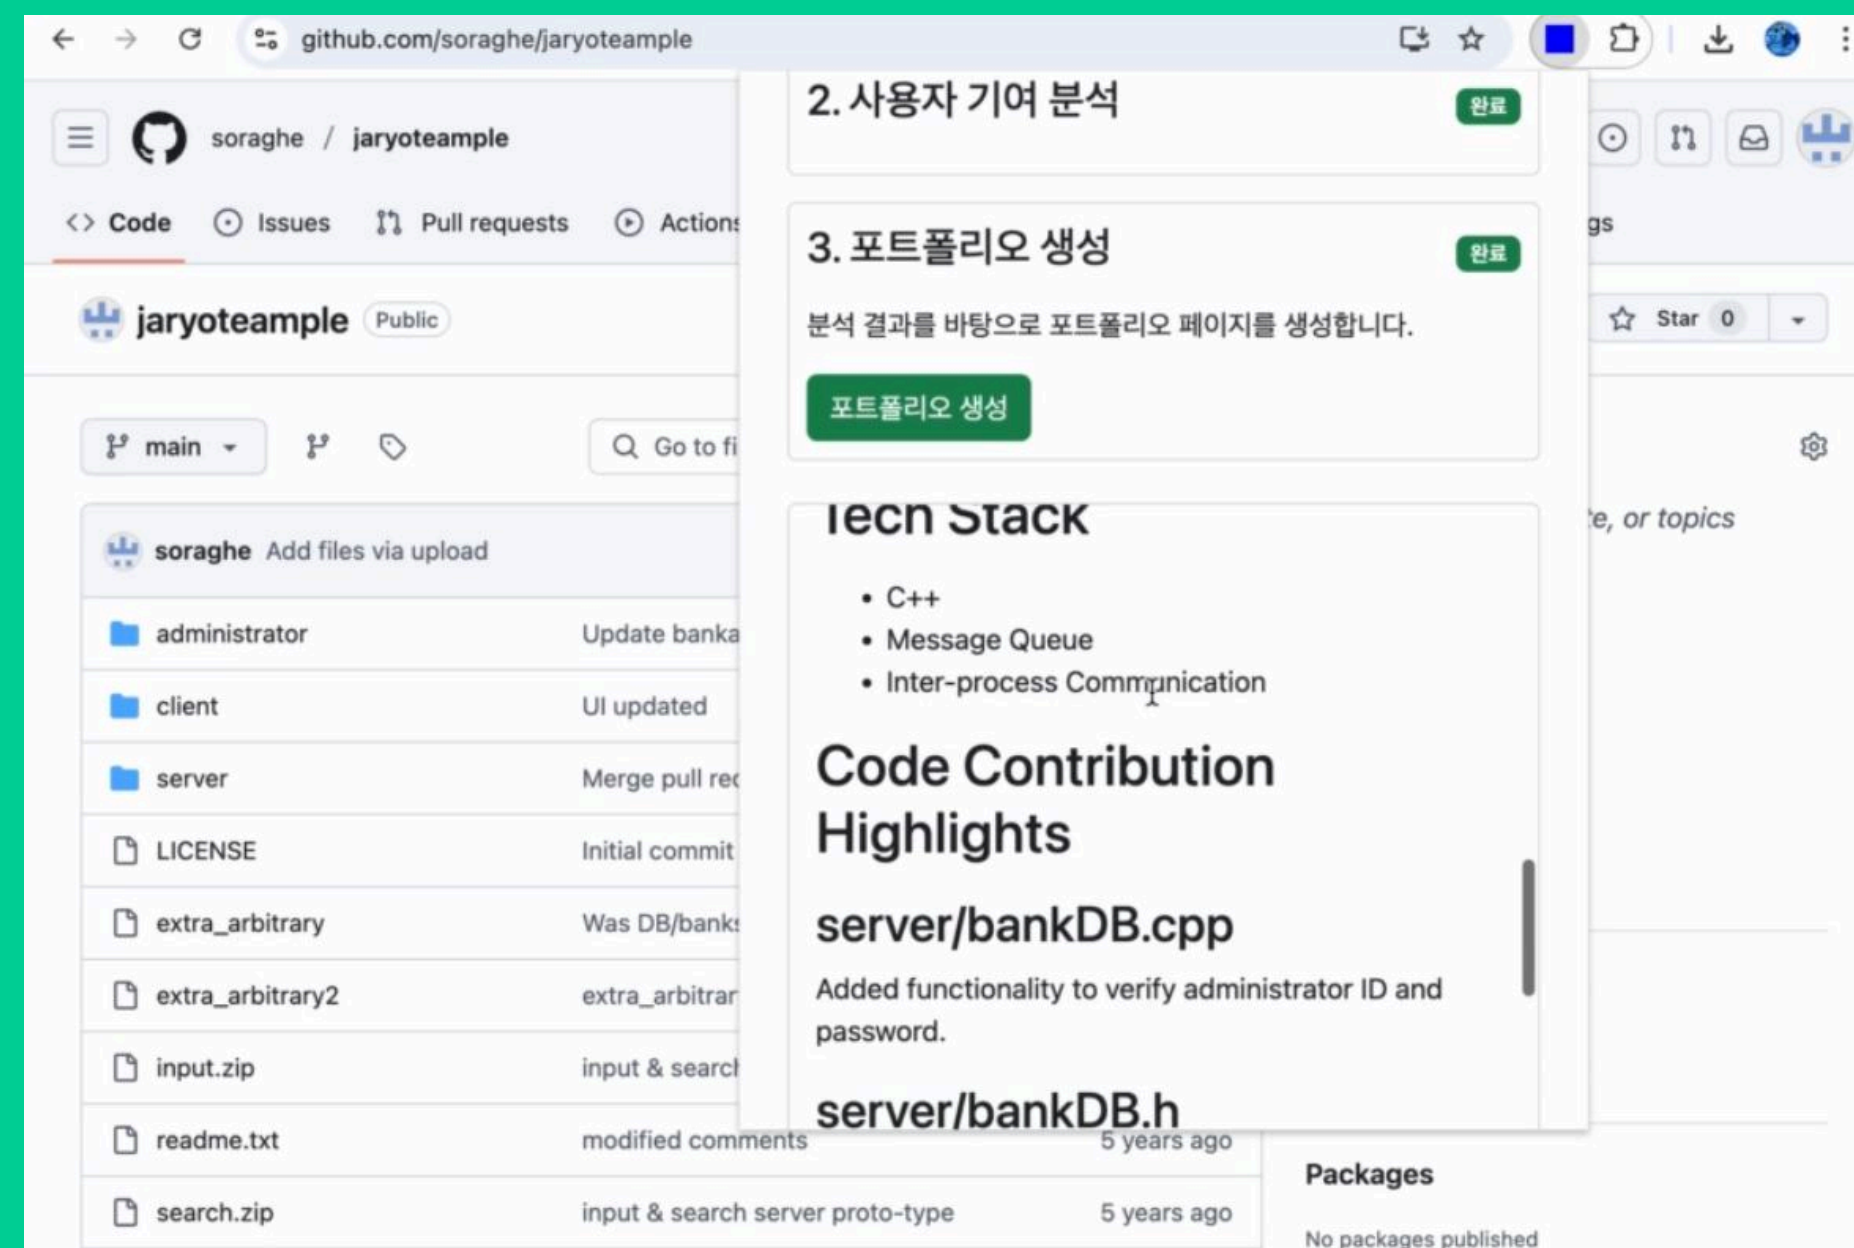 github.com/soraghe/jaryoteample
soraghe / jaryoteample
Code Issues Pull requests
jaryoteample Public
main
Go to
soraghe Add files via upload
administrator Update
client UI updated
server Merge pull
LICENSE Initial commit
extra_arbitrary Was
extra_arbitrary2
input.zip input &
readme.txt modified comments 5 years ago
search.zip input & search server proto-type 5 years ago
2. 사용자 기여 분석 완료
3. 포트폴리오 생성 완료
분석 결과를 바탕으로 포트폴리오 페이지를 생성합니다.
포트폴리오 생성
Tech Stack
• C++
• Message Queue
• Inter-process Communication
Code Contribution
Highlights
server/bankDB.cpp
Added functionality to verify administrator ID and
password.
server/bankDB.h
Star 0
or topics
Packages
No packages published